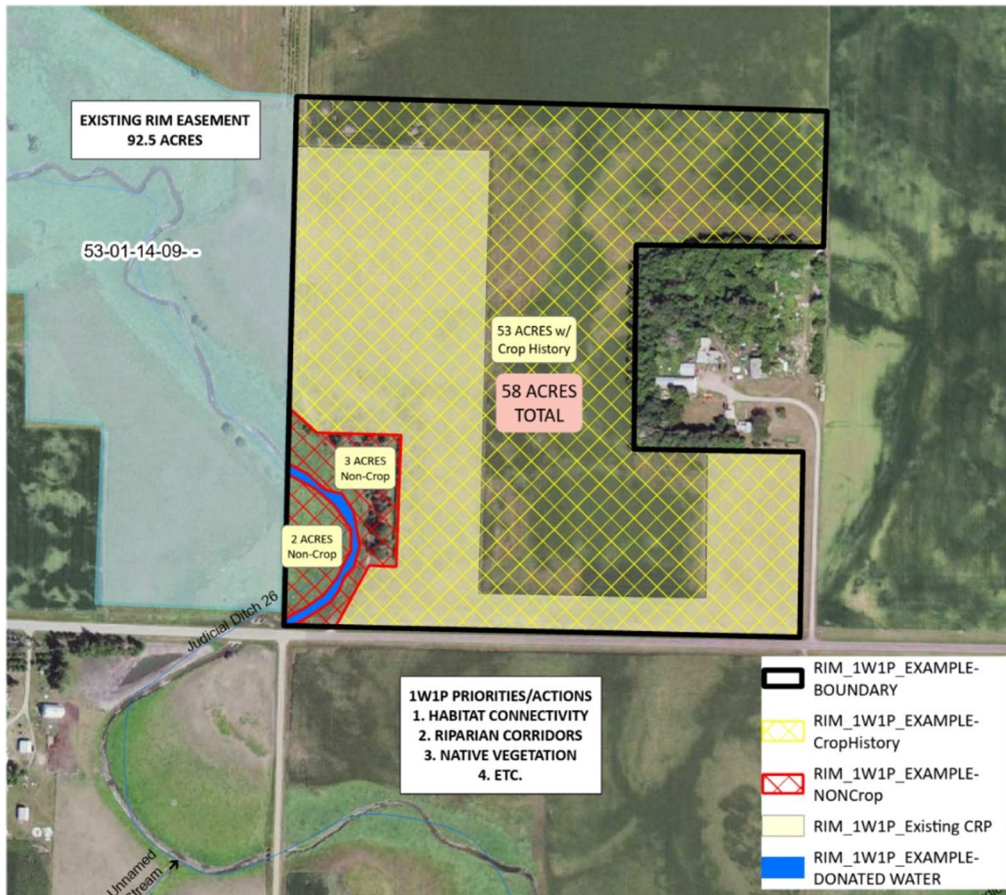 EXISTING RIM EASEMENT
92.5 ACRES
53-01-14-09- -
53 ACRES w/
Crop History
58 ACRES
TOTAL
3 ACRES
Non-Crop
2 ACRES
Non-Crop
Judicial Ditch 26
1W1P PRIORITIES/ACTIONS
1. HABITAT CONNECTIVITY
2. RIPARIAN CORRIDORS
3. NATIVE VEGETATION
4. ETC.
Unnamed
Stream
RIM_1W1P_EXAMPLE-
BOUNDARY
RIM_1W1P_EXAMPLE-
CropHistory
RIM_1W1P_EXAMPLE-
NONCrop
RIM_1W1P_Existing CRP
RIM_1W1P_EXAMPLE-
DONATED WATER